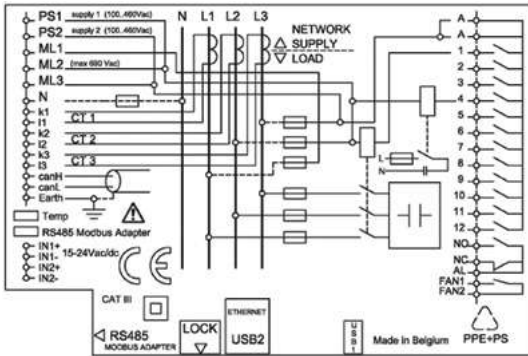 PS1 supply 1 (100..460Vac)
PS2 supply 2 (100..460Vac)
ML1
ML2 (max 690 Vac)
ML3
N
k1
l1 CT 1
k2
l2 CT 2
k3
l3 CT 3
canH
canL
Earth
Temp
RS485 Modbus Adapter
IN1+
IN1- 15-24Vac/dc
IN2+
IN2-
CE
CAT III
RS485
MODBUS ADAPTER
LOCK
ETHERNET
USB2
USB1
Made In Belgium
N L1 L2 L3
NETWORK
SUPPLY
LOAD
L
N
A
A
1
2
3
4
5
6
7
8
9
10
11
12
NO
NC
AL
FAN1
FAN2
PPE+PS